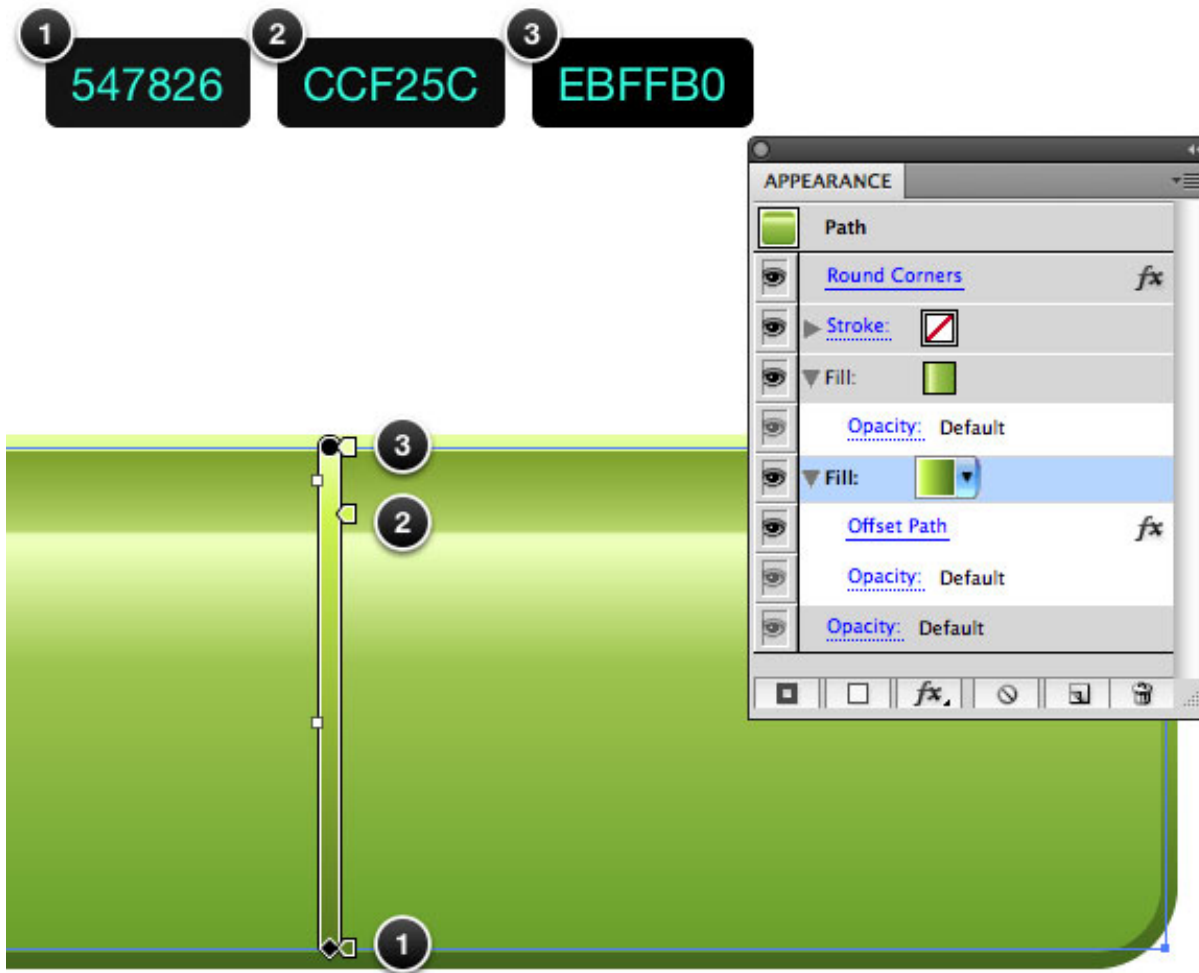 1 2 3
547826 CCF25C EBFFB0
APPEARANCE
Path
Round Corners fx
Stroke:
Fill:
Opacity: Default
Fill:
Offset Path fx
Opacity: Default
Opacity: Default
fx
3
2
1